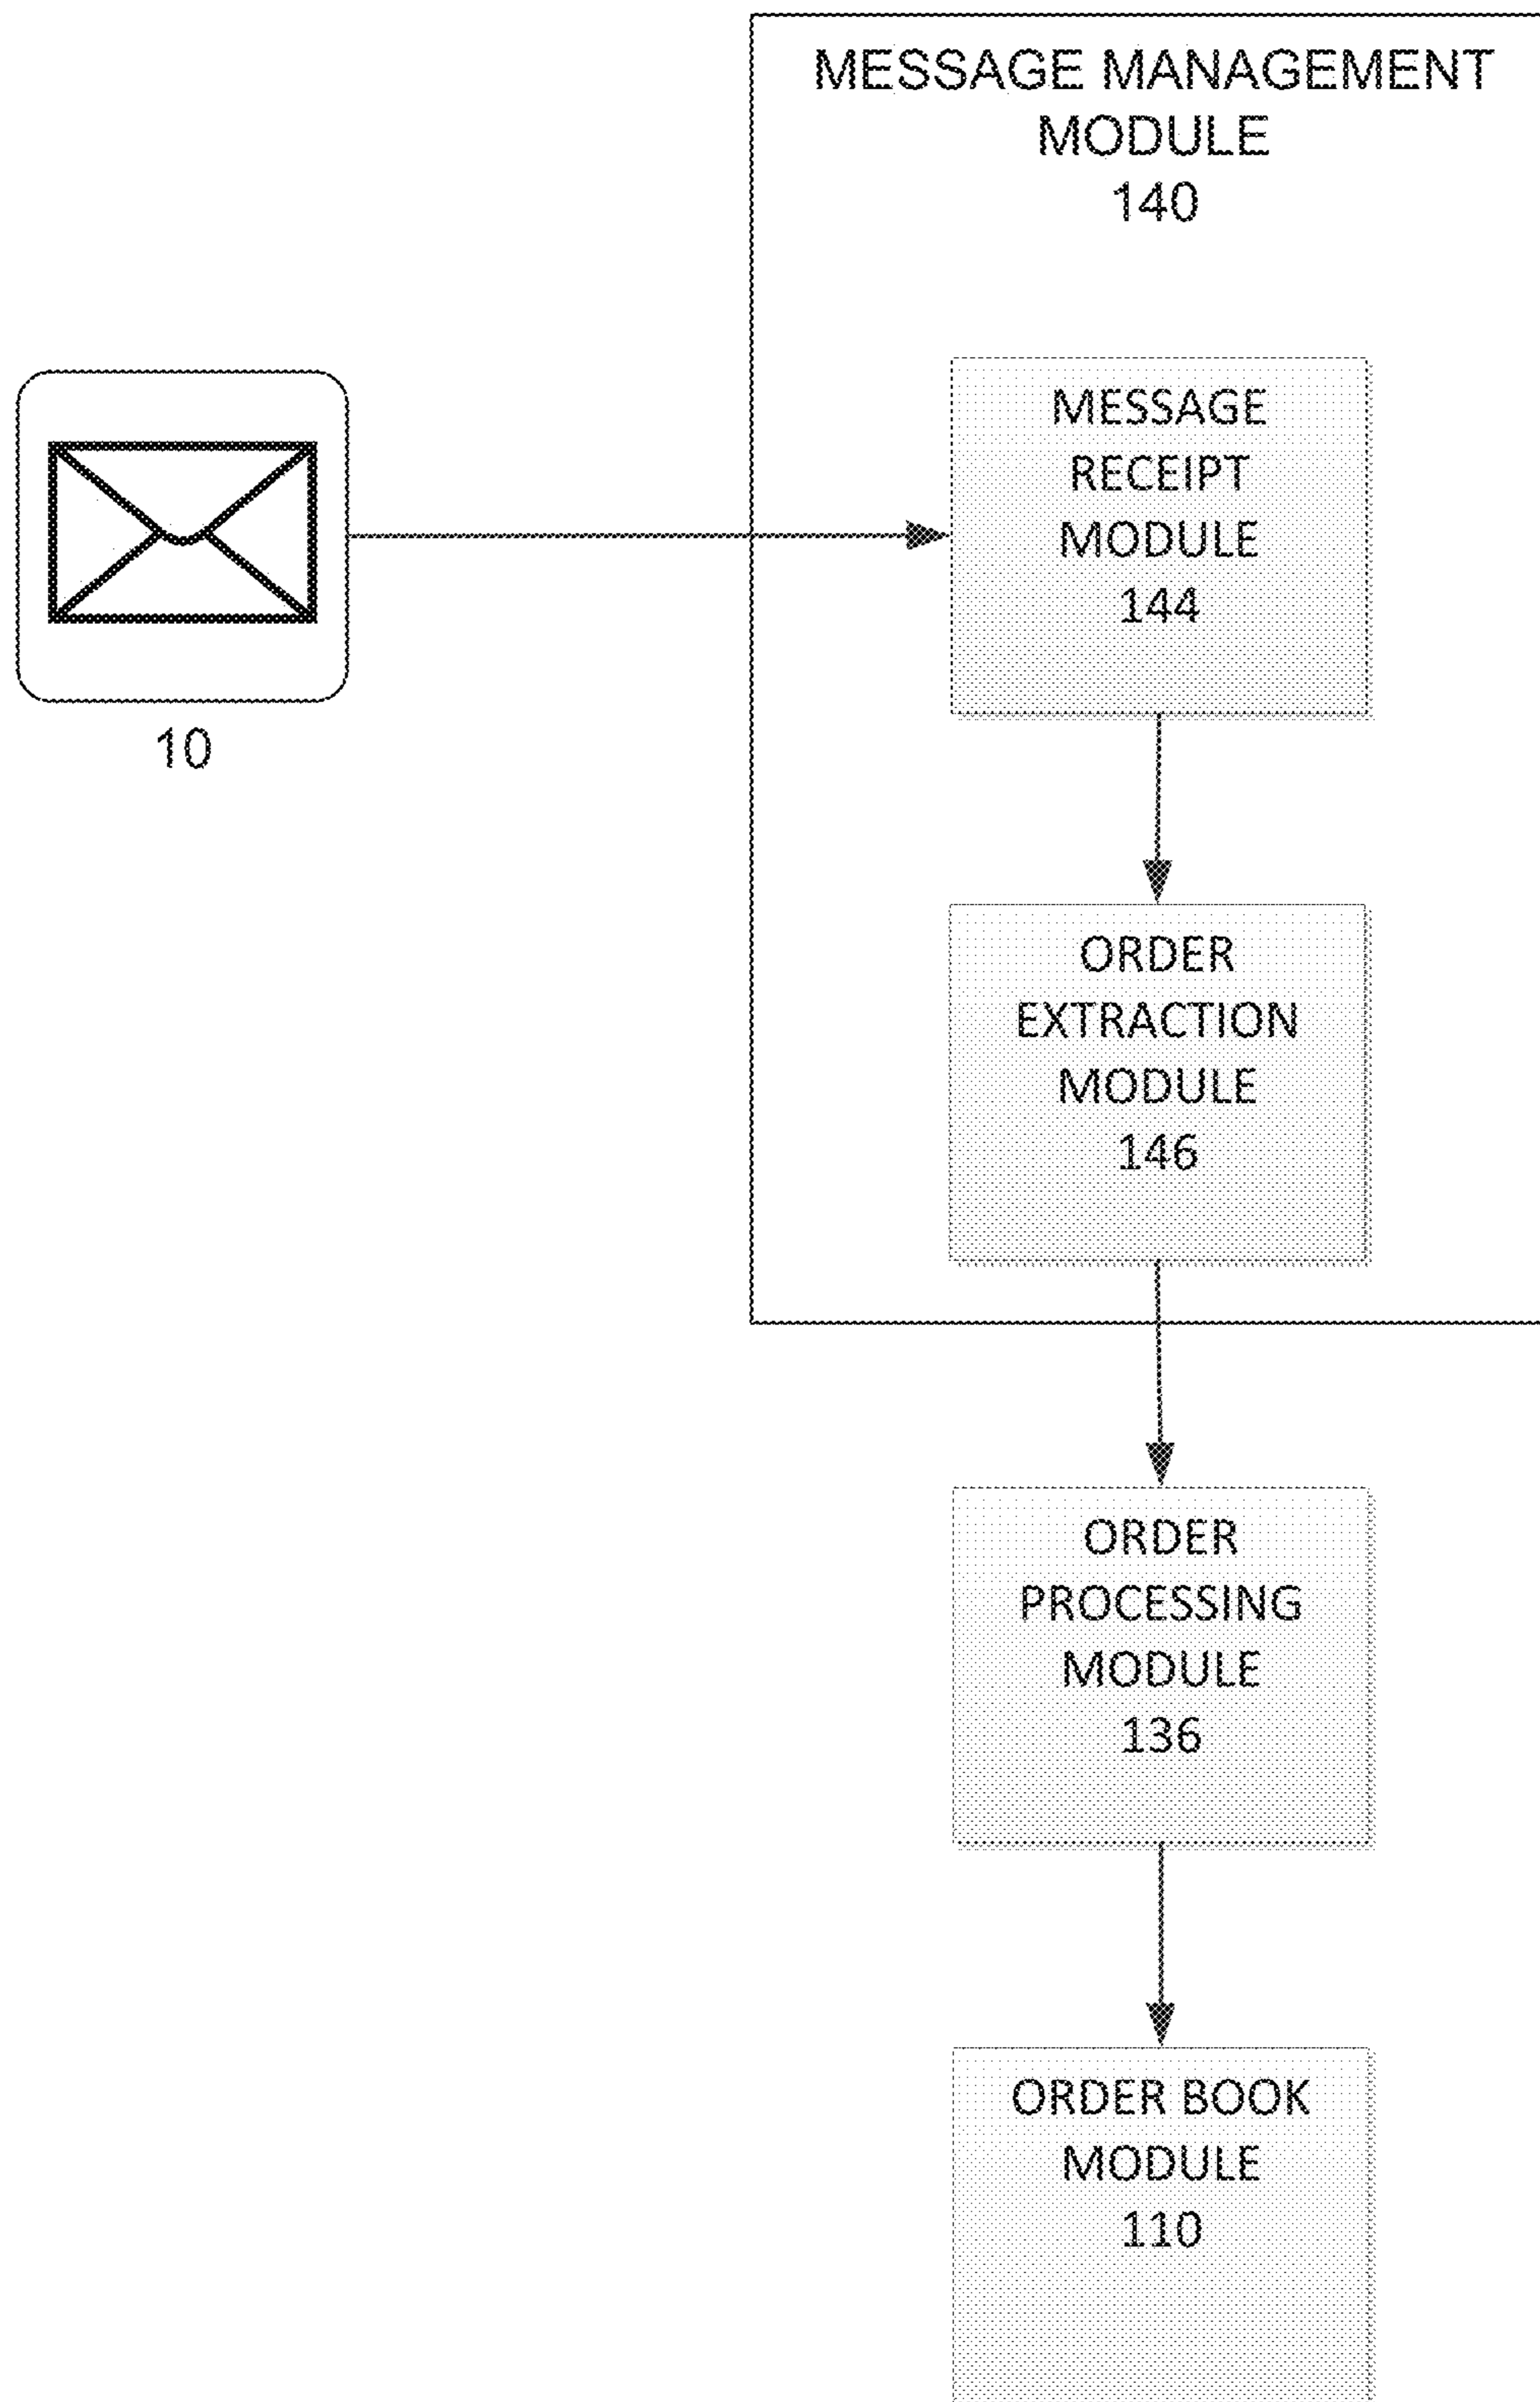 MESSAGE MANAGEMENT
MODULE
140
MESSAGE
RECEIPT
MODULE
144
10
ORDER
EXTRACTION
MODULE
146
ORDER
PROCESSING
MODULE
136
ORDER BOOK
MODULE
110